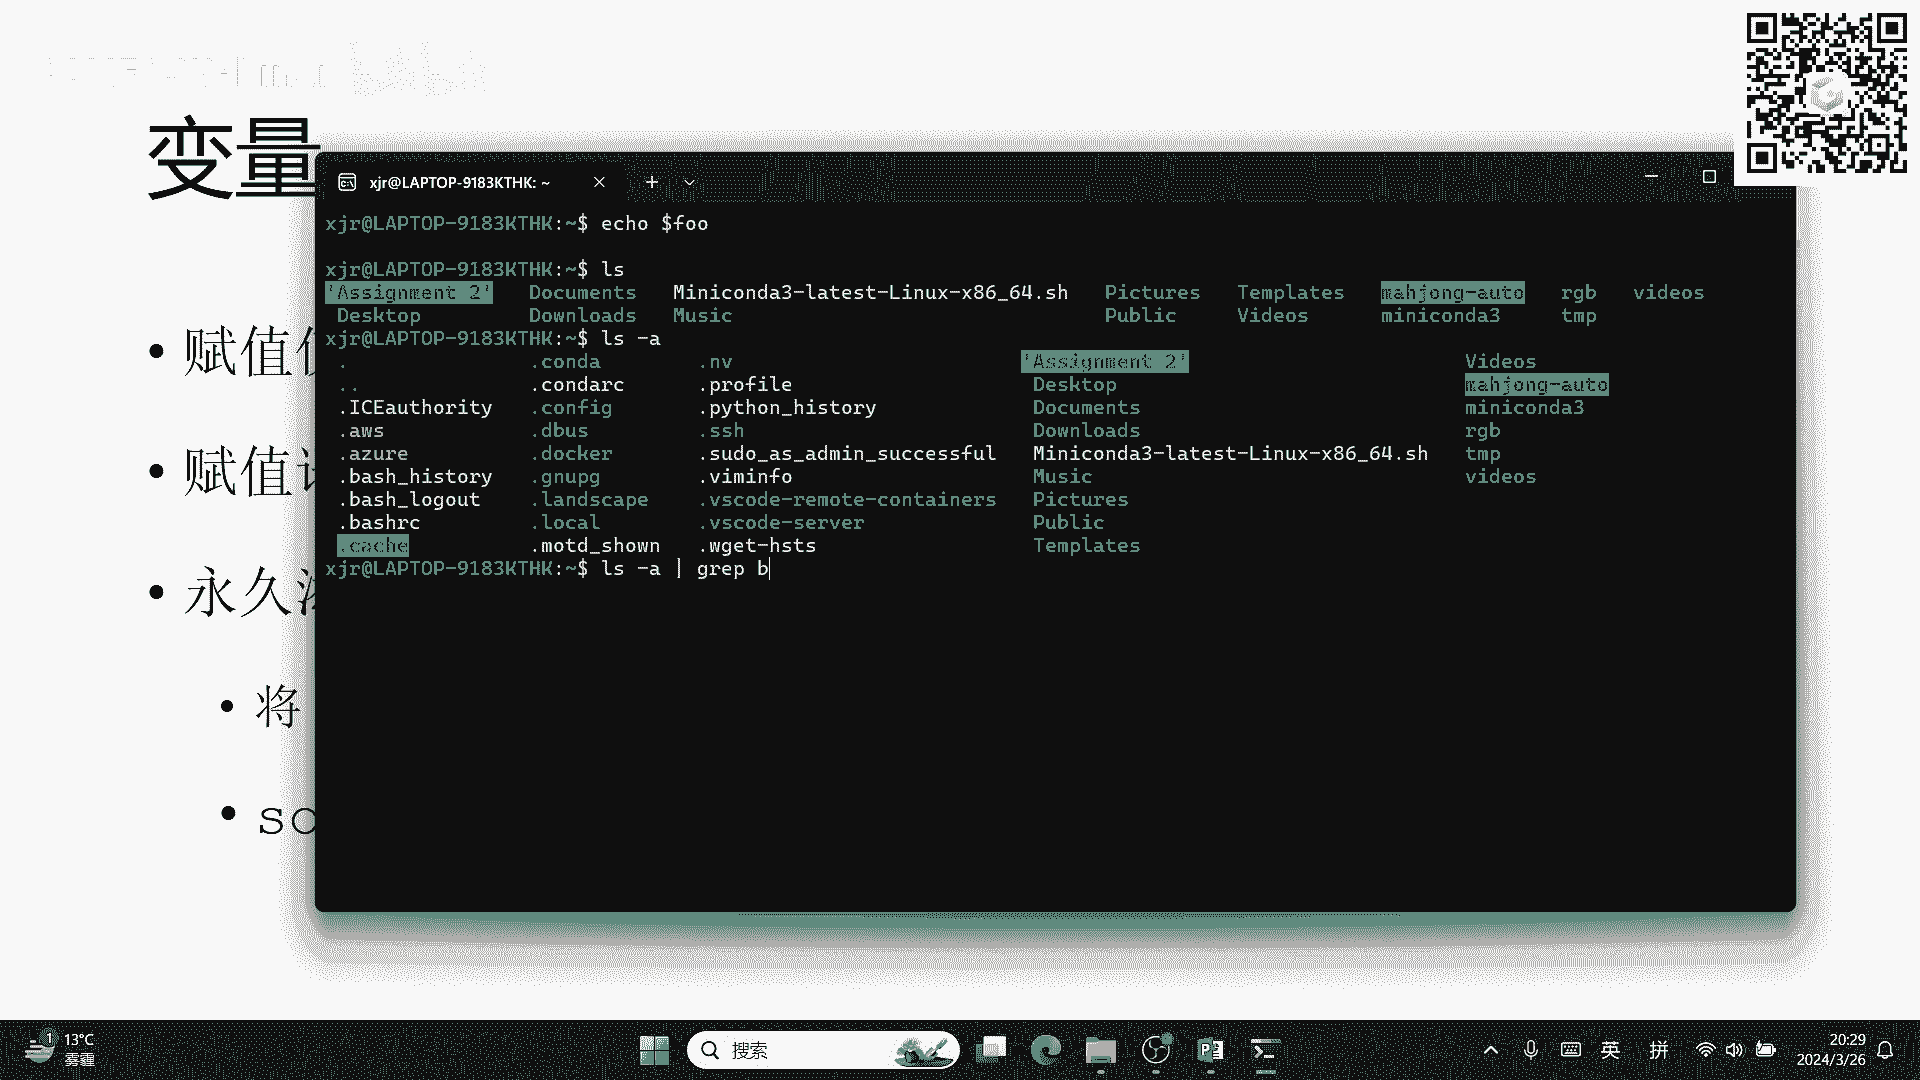 变量
xjr@LAPTOP-9183KTHK: ~
xjr@LAPTOP-9183KTHK:~$ echo $foo
xjr@LAPTOP-9183KTHK:~$ ls
'Assignment 2' Documents Miniconda3-latest-Linux-x86_64.sh Pictures Templates mahjong-auto rgb videos
Desktop Downloads Music Public Videos miniconda3 tmp
xjr@LAPTOP-9183KTHK:~$ ls -a
. .conda .nv 'Assignment 2' Videos
.. .condarc .profile Desktop mahjong-auto
.ICEauthority .config .python_history Documents miniconda3
.aws .dbus .ssh Downloads rgb
.azure .docker .sudo_as_admin_successful Miniconda3-latest-Linux-x86_64.sh tmp
.bash_history .gnupg .viminfo Music videos
.bash_logout .landscape .vscode-remote-containers Pictures
.bashrc .local .vscode-server Public
.cache .motd_shown .wget-hsts Templates
xjr@LAPTOP-9183KTHK:~$ ls -a | grep b
• 赋值
• 赋值
• 永久
• 将
• so
1
13°C
雾霾
搜索
英
拼
20:29
2024/3/26